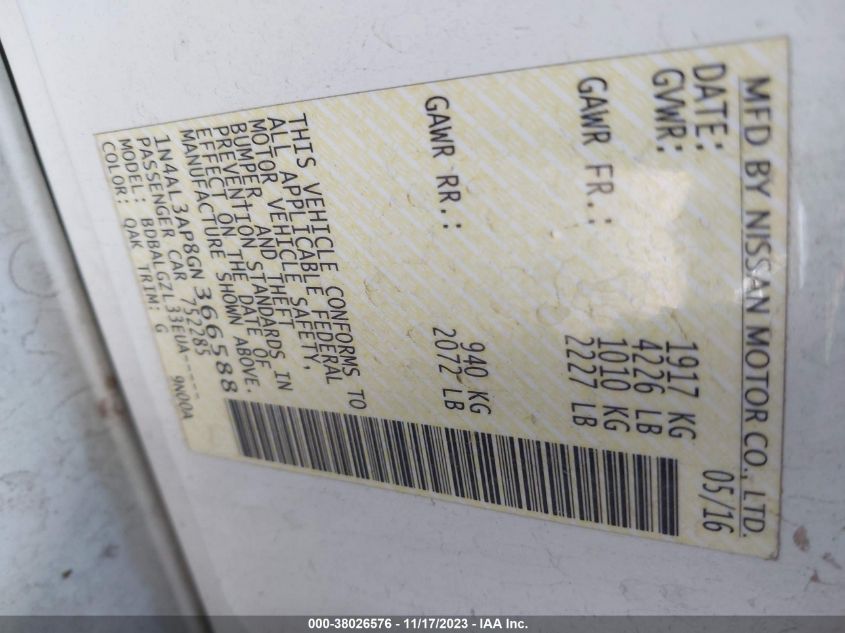 MFD BY NISSAN MOTOR CO., LTD.
DATE: 05/16
GVWR: 1917 KG
4226 LB
GAWR FR.: 1010 KG
2227 LB
GAWR RR.: 940 KG
2072 LB
THIS VEHICLE CONFORMS TO
ALL APPLICABLE FEDERAL
MOTOR VEHICLE SAFETY,
BUMPER, AND THEFT
PREVENTION STANDARDS IN
EFFECT ON THE DATE OF
MANUFACTURE SHOWN ABOVE.
1N4AL3AP8GN366588
PASSENGER CAR 752285
MODEL: BDBALGZL33EUA-----
COLOR: QAK TRIM: G 9N00A
000-38026576 - 11/17/2023 - IAA Inc.